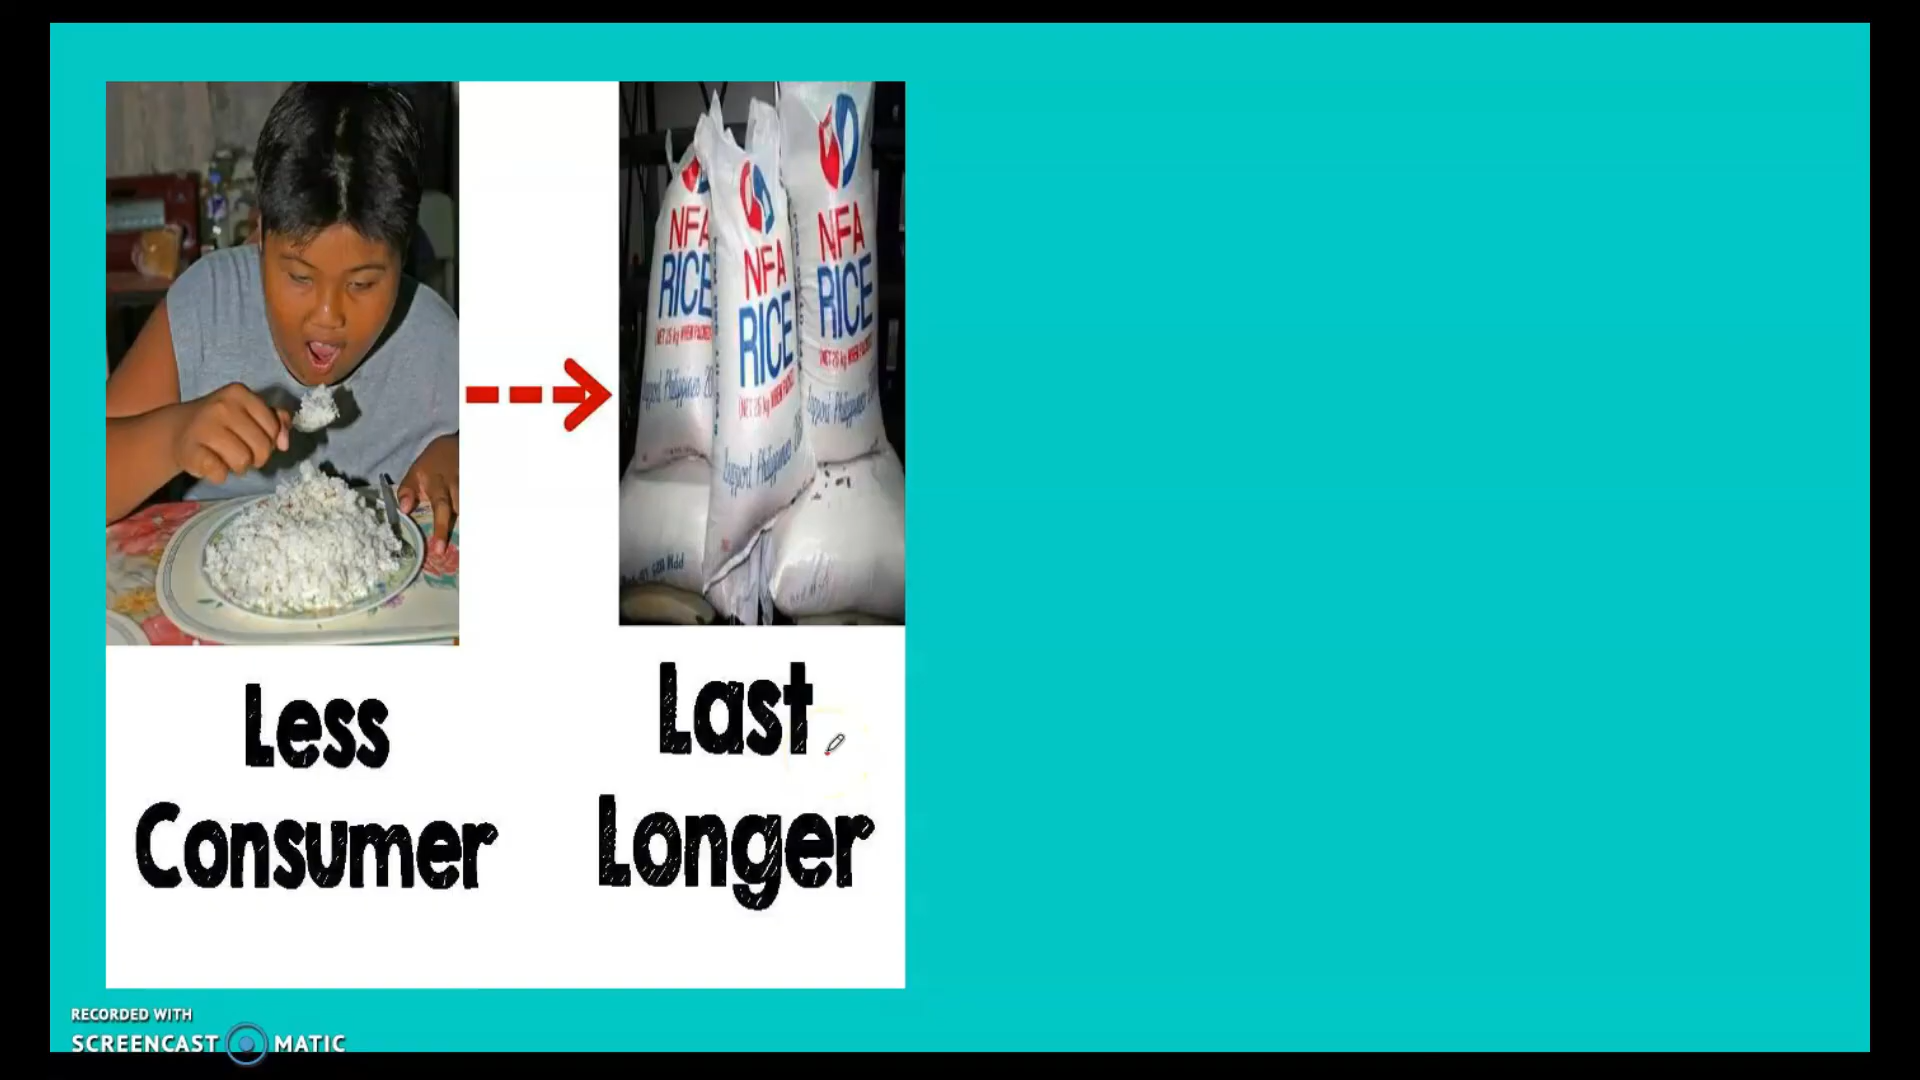 NFA
RICE
NFA
RICE
NFA
RICE
Less
Consumer
Last
Longer
RECORDED WITH
SCREENCAST MATIC